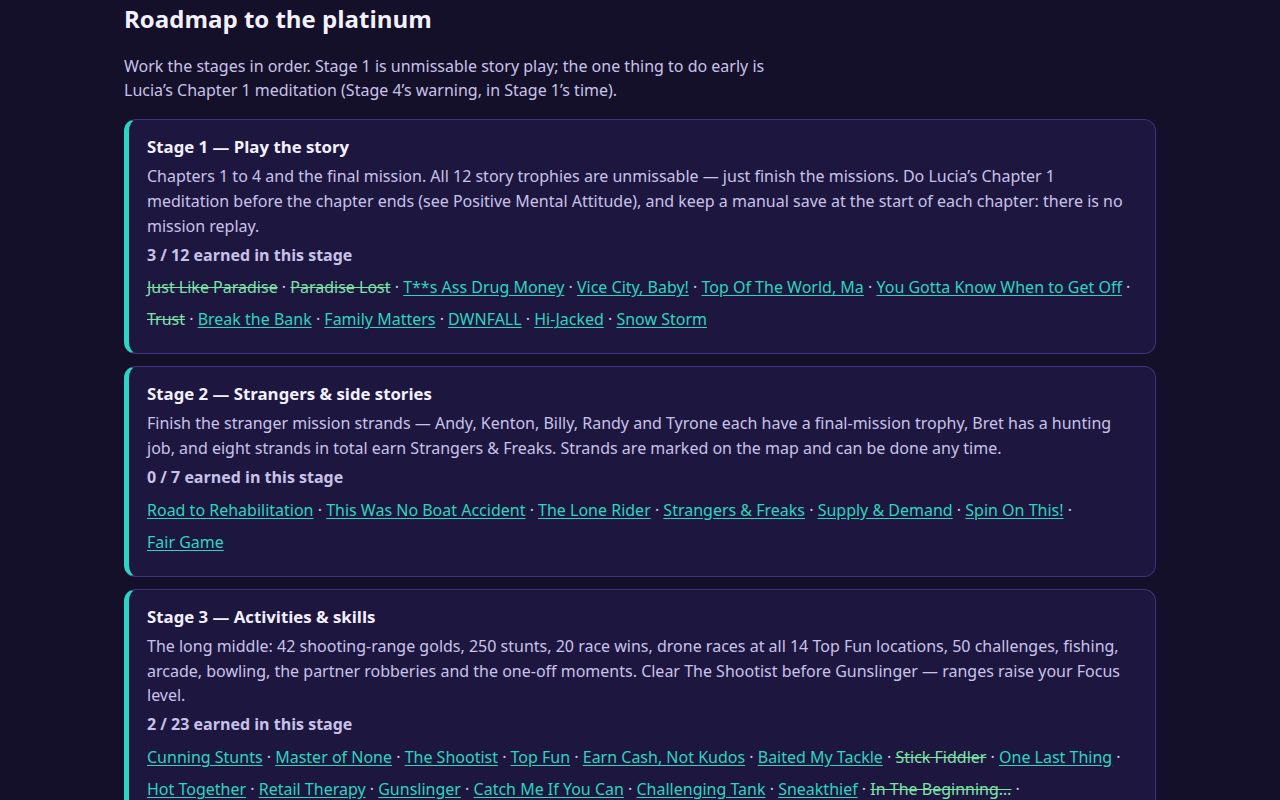 Roadmap to the platinum
Work the stages in order. Stage 1 is unmissable story play; the one thing to do early is
Lucia’s Chapter 1 meditation (Stage 4’s warning, in Stage 1’s time).
Stage 1 — Play the story
Chapters 1 to 4 and the final mission. All 12 story trophies are unmissable — just finish the missions. Do Lucia’s Chapter 1
meditation before the chapter ends (see Positive Mental Attitude), and keep a manual save at the start of each chapter: there is no
mission replay.
3 / 12 earned in this stage
Just Like Paradise · Paradise Lost · T**s Ass Drug Money · Vice City, Baby! · Top Of The World, Ma · You Gotta Know When to Get Off ·
Trust · Break the Bank · Family Matters · DWNFALL · Hi-Jacked · Snow Storm
Stage 2 — Strangers & side stories
Finish the stranger mission strands — Andy, Kenton, Billy, Randy and Tyrone each have a final-mission trophy, Bret has a hunting
job, and eight strands in total earn Strangers & Freaks. Strands are marked on the map and can be done any time.
0 / 7 earned in this stage
Road to Rehabilitation · This Was No Boat Accident · The Lone Rider · Strangers & Freaks · Supply & Demand · Spin On This! ·
Fair Game
Stage 3 — Activities & skills
The long middle: 42 shooting-range golds, 250 stunts, 20 race wins, drone races at all 14 Top Fun locations, 50 challenges, fishing,
arcade, bowling, the partner robberies and the one-off moments. Clear The Shootist before Gunslinger — ranges raise your Focus
level.
2 / 23 earned in this stage
Cunning Stunts · Master of None · The Shootist · Top Fun · Earn Cash, Not Kudos · Baited My Tackle · Stick Fiddler · One Last Thing ·
Hot Together · Retail Therapy · Gunslinger · Catch Me If You Can · Challenging Tank · Sneakthief · In The Beginning... ·